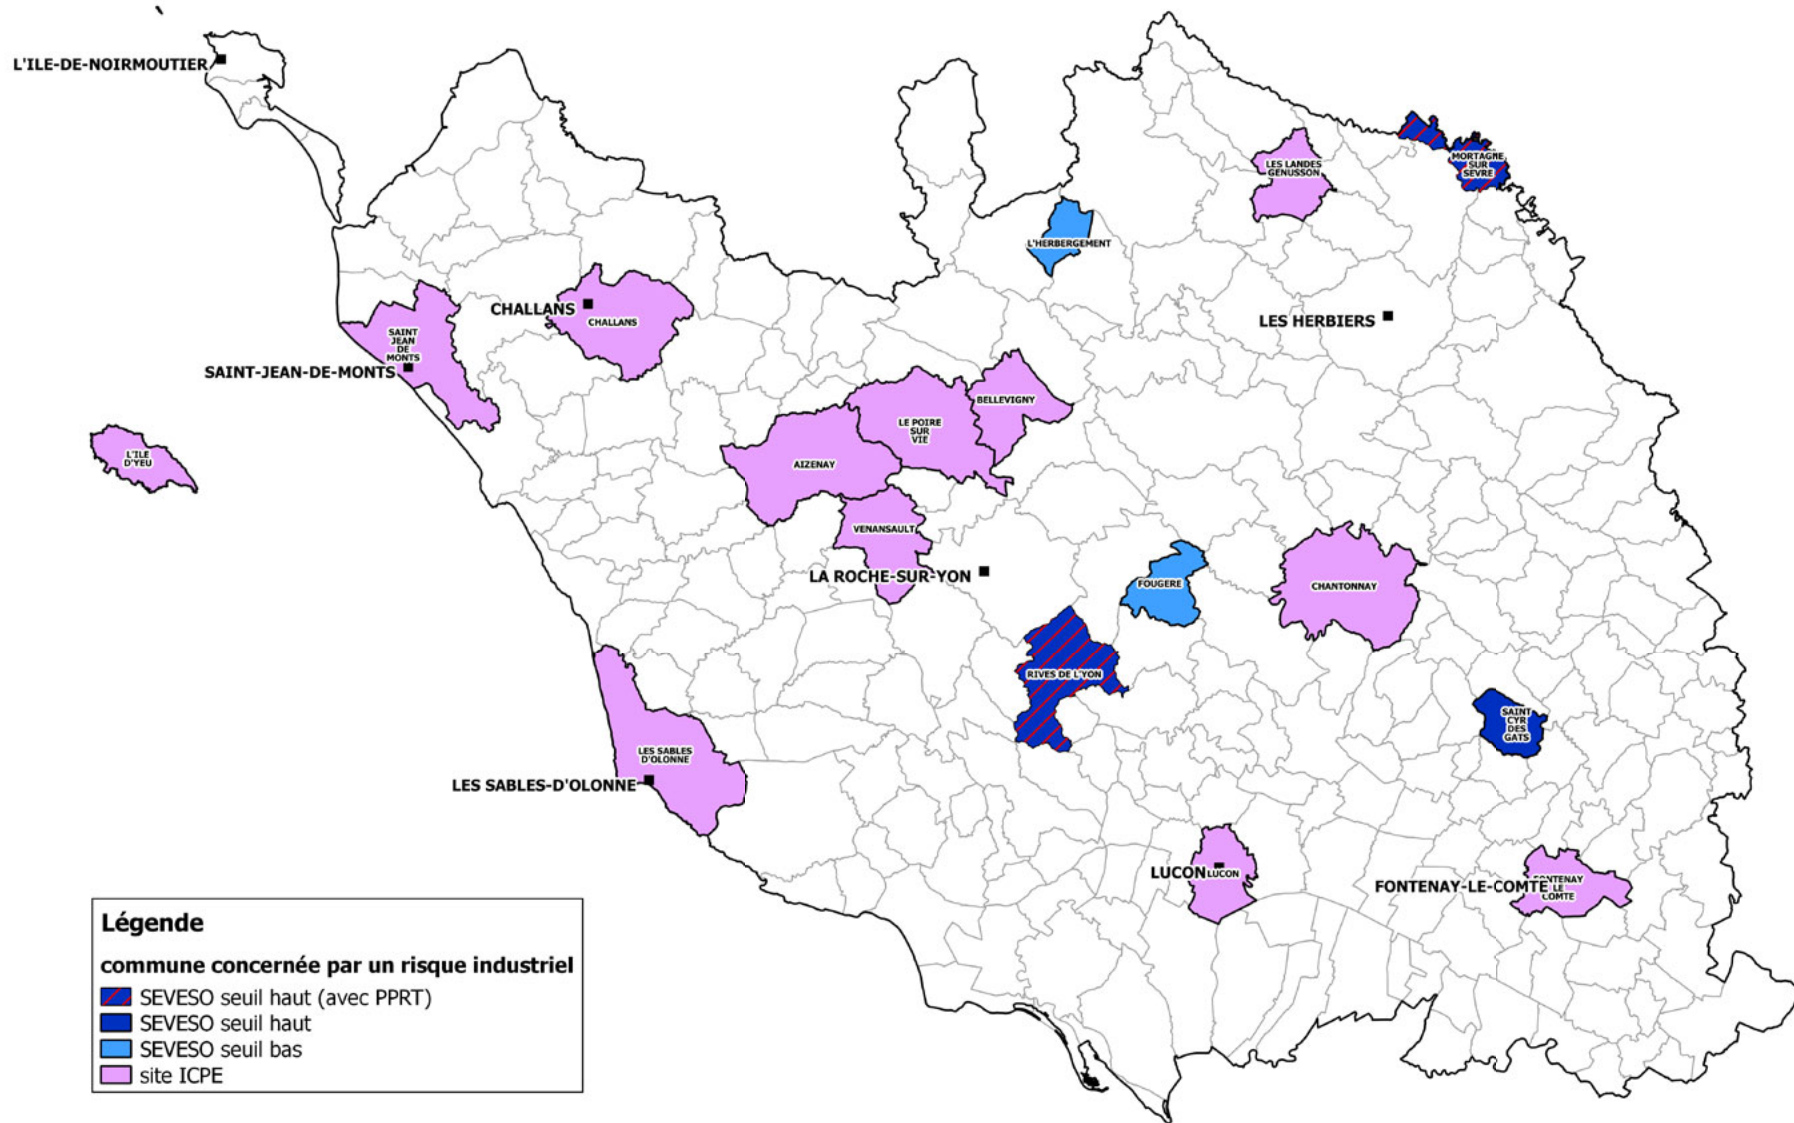 L'ILE-DE-NOIRMOUTIER
LES LANDES
GENUSSON
MORTAGNE
SUR
SEVRE
L'HERBERGEMENT
CHALLANS
CHALLANS
LES HERBIERS
SAINT
JEAN
DE
MONTS
SAINT-JEAN-DE-MONTS
BELLEVIGNY
LE POIRE
SUR
VIE
L'ILE
D'YEU
AIZENAY
VENANSAULT
LA ROCHE-SUR-YON
FOUGERE
CHANTONNAY
RIVES DE L'YON
SAINT
CYR
DES
GATS
LES SABLES
D'OLONNE
LES SABLES-D'OLONNE
LUCON
LUCON
FONTENAY-LE-COMTE
FONTENAY
LE
COMTE
Légende
commune concernée par un risque industriel
SEVESO seuil haut (avec PPRT)
SEVESO seuil haut
SEVESO seuil bas
site ICPE